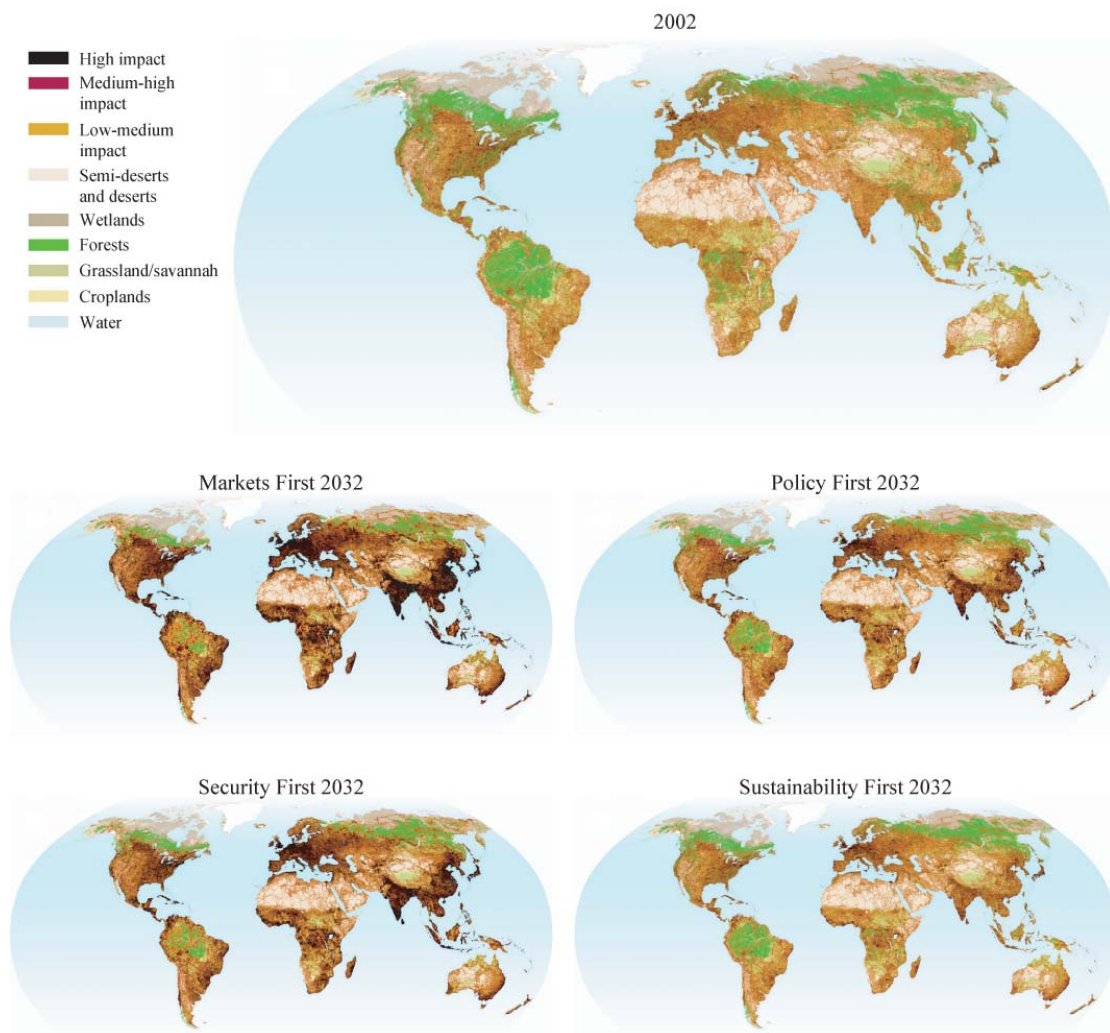 2002
High impact
Medium-high
impact
Low-medium
impact
Semi-deserts
and deserts
Wetlands
Forests
Grassland/savannah
Croplands
Water
Markets First 2032
Policy First 2032
Security First 2032
Sustainability First 2032